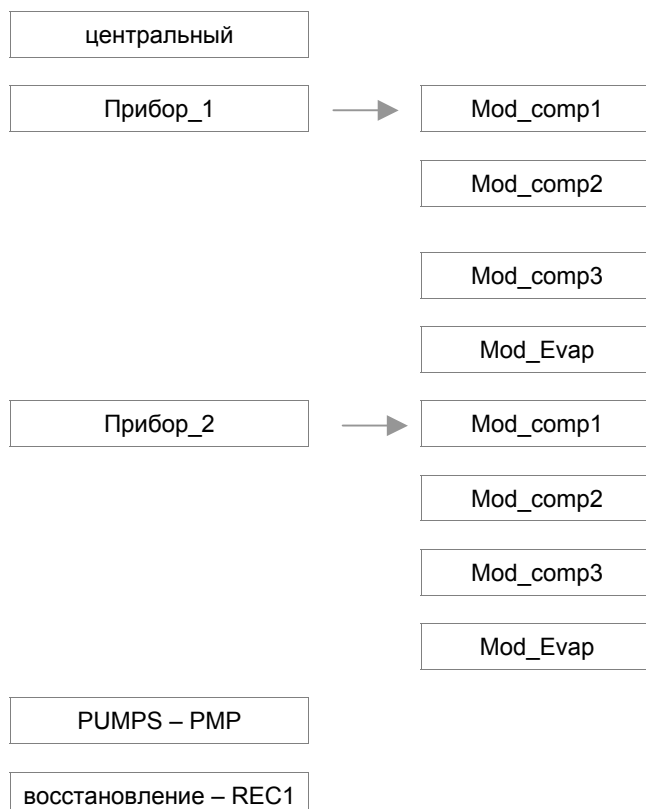 центральный
Прибор_1
Mod_comp1
Mod_comp2
Mod_comp3
Mod_Evap
Прибор_2
Mod_comp1
Mod_comp2
Mod_comp3
Mod_Evap
PUMPS – PMP
восстановление – REC1